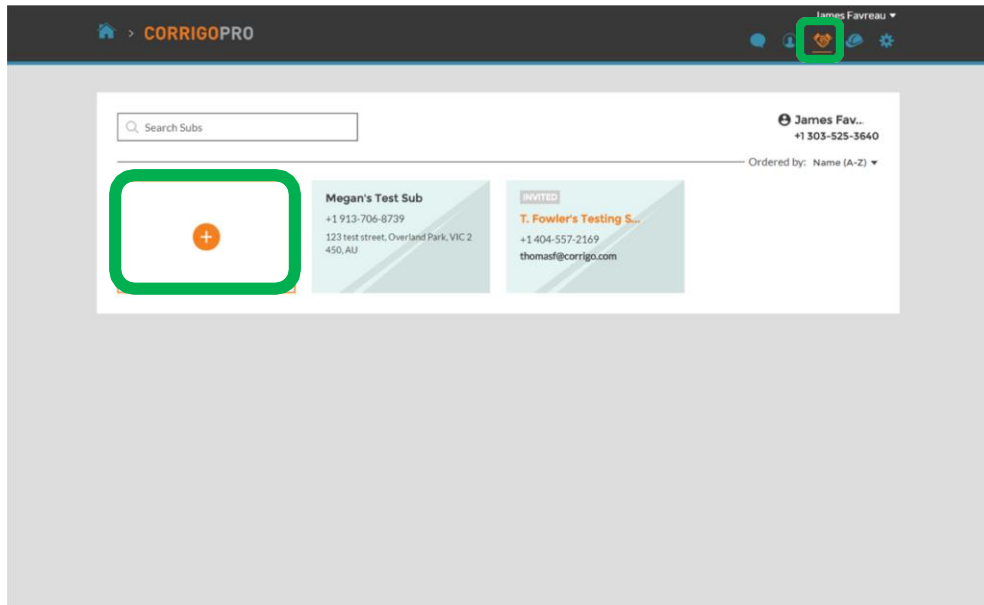 James Favreau
> CORRIGOPRO
Search Subs
James Fav...
+1 303-525-3640
Ordered by: Name (A-Z)
Megan's Test Sub
+1 913-706-8739
123 test street, Overland Park, VIC 2
450, AU
INVITED
T. Fowler's Testing S...
+1 404-557-2169
thomasf@corrigo.com